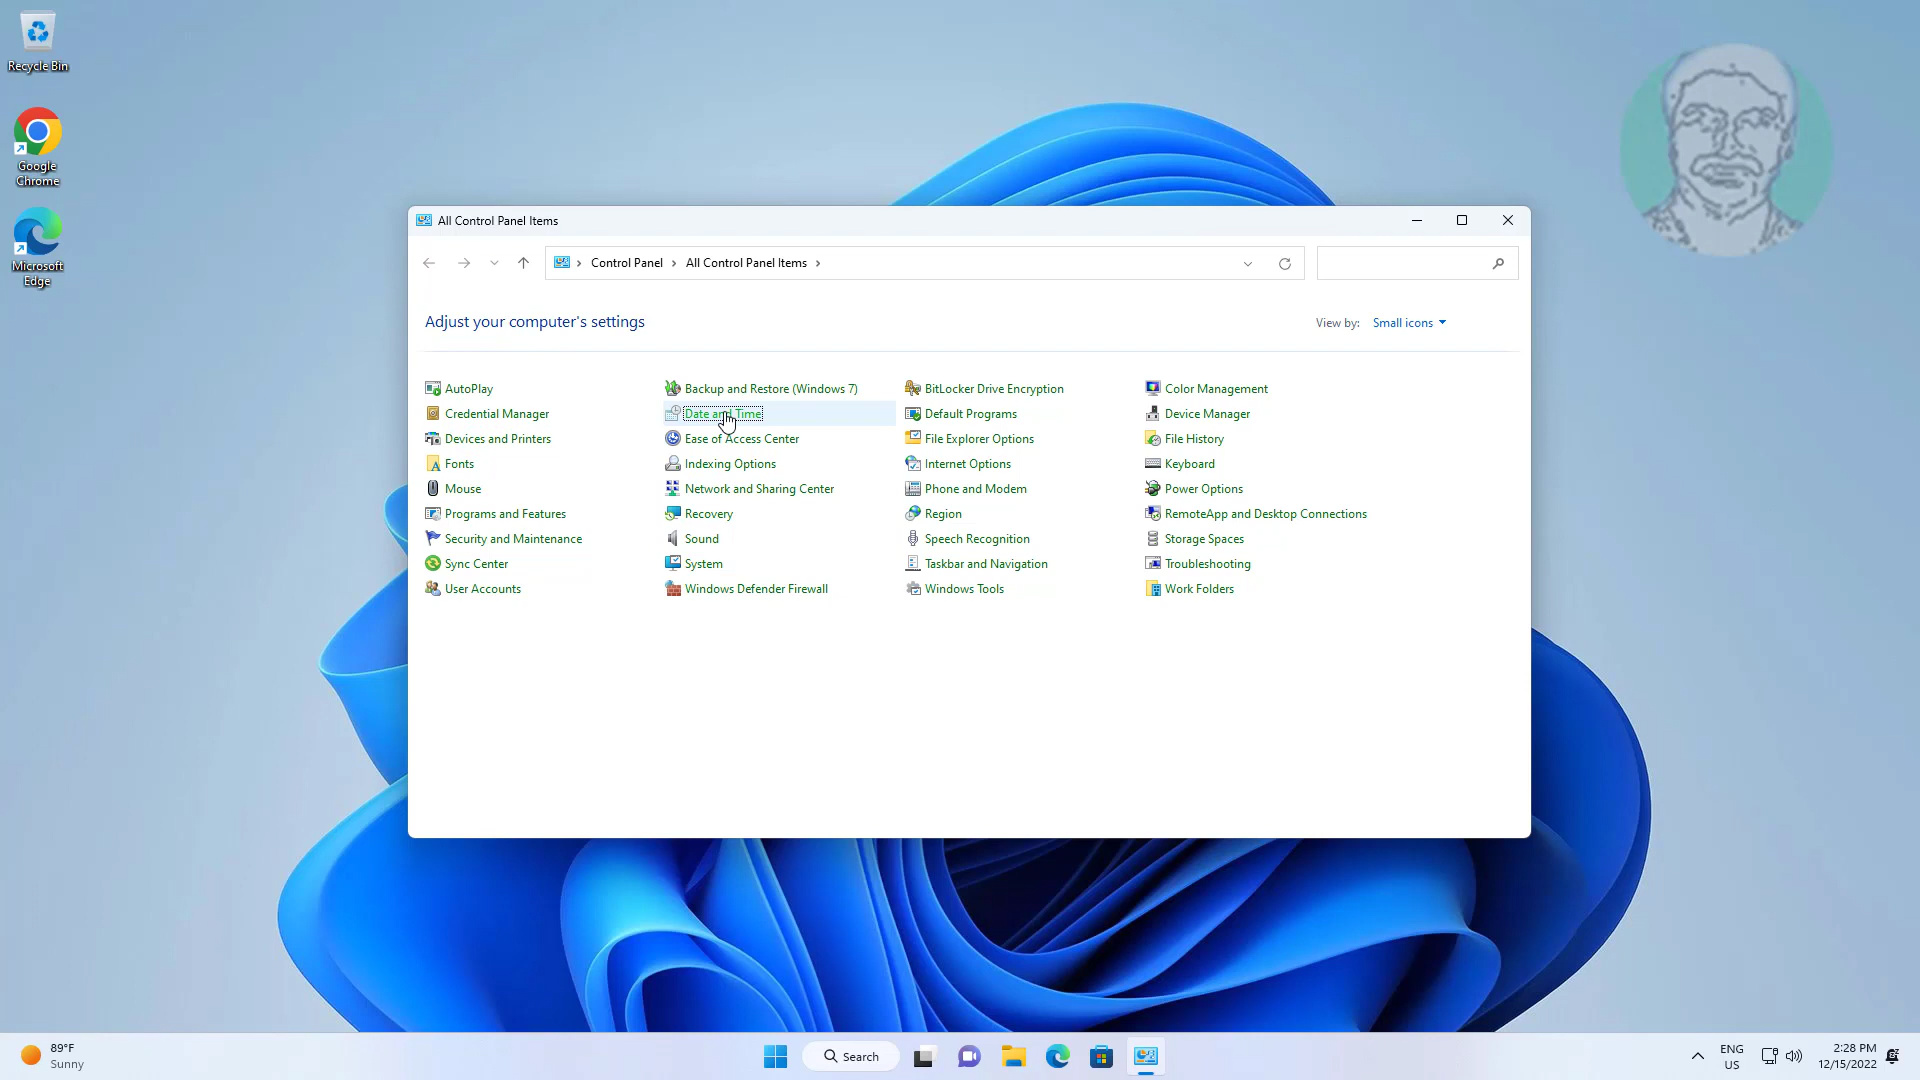 Recycle Bin
Google
Chrome
Microsoft
Edge
All Control Panel Items
Control Panel
All Control Panel Items
Adjust your computer's settings
View by: Small icons
AutoPlay
Backup and Restore (Windows 7)
BitLocker Drive Encryption
Color Management
Credential Manager
Date and Time
Default Programs
Device Manager
Devices and Printers
Ease of Access Center
File Explorer Options
File History
Fonts
Indexing Options
Internet Options
Keyboard
Mouse
Network and Sharing Center
Phone and Modem
Power Options
Programs and Features
Recovery
Region
RemoteApp and Desktop Connections
Security and Maintenance
Sound
Speech Recognition
Storage Spaces
Sync Center
System
Taskbar and Navigation
Troubleshooting
User Accounts
Windows Defender Firewall
Windows Tools
Work Folders
89°F
Sunny
Search
ENG
US
2:28 PM
12/15/2022